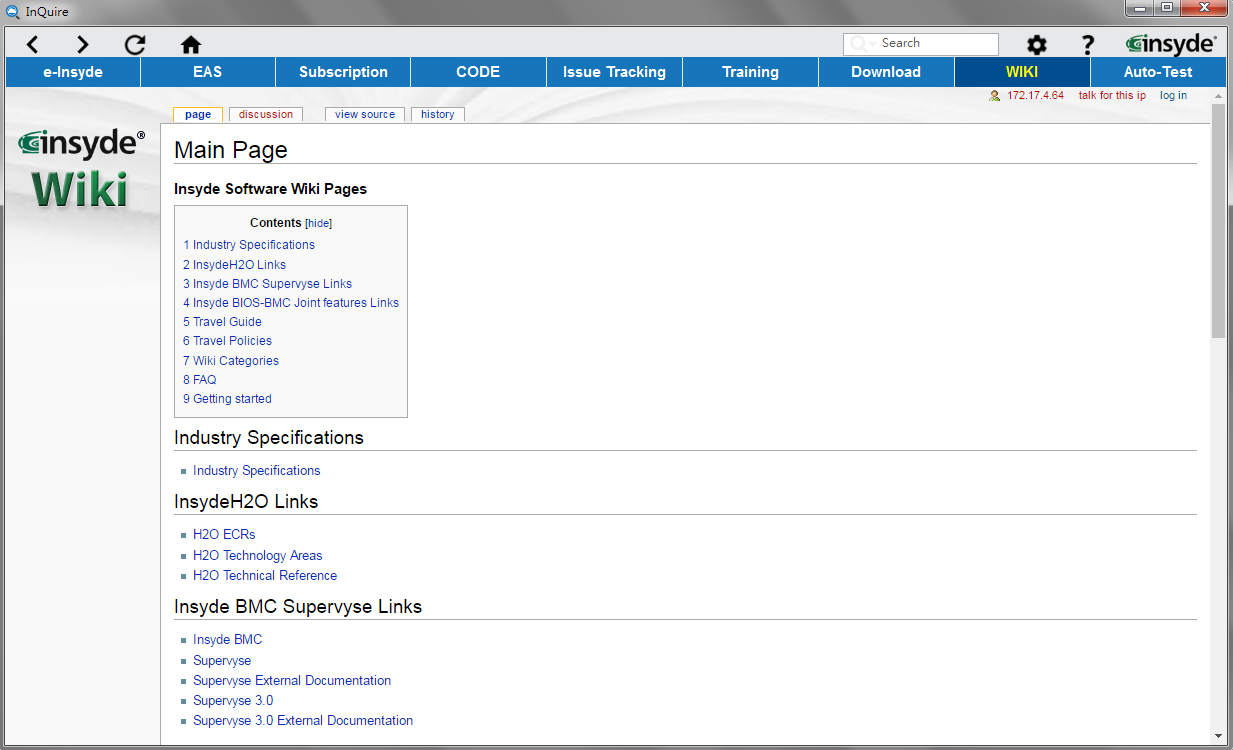 InQuire
Search
insyde®
e-Insyde EAS Subscription CODE Issue Tracking Training Download WIKI Auto-Test
172.17.4.64 talk for this ip log in
page discussion view source history
insyde®
Wiki
Main Page
Insyde Software Wiki Pages
Contents [hide]
1 Industry Specifications
2 InsydeH2O Links
3 Insyde BMC Supervyse Links
4 Insyde BIOS-BMC Joint features Links
5 Travel Guide
6 Travel Policies
7 Wiki Categories
8 FAQ
9 Getting started
Industry Specifications
Industry Specifications
InsydeH2O Links
H2O ECRs
H2O Technology Areas
H2O Technical Reference
Insyde BMC Supervyse Links
Insyde BMC
Supervyse
Supervyse External Documentation
Supervyse 3.0
Supervyse 3.0 External Documentation